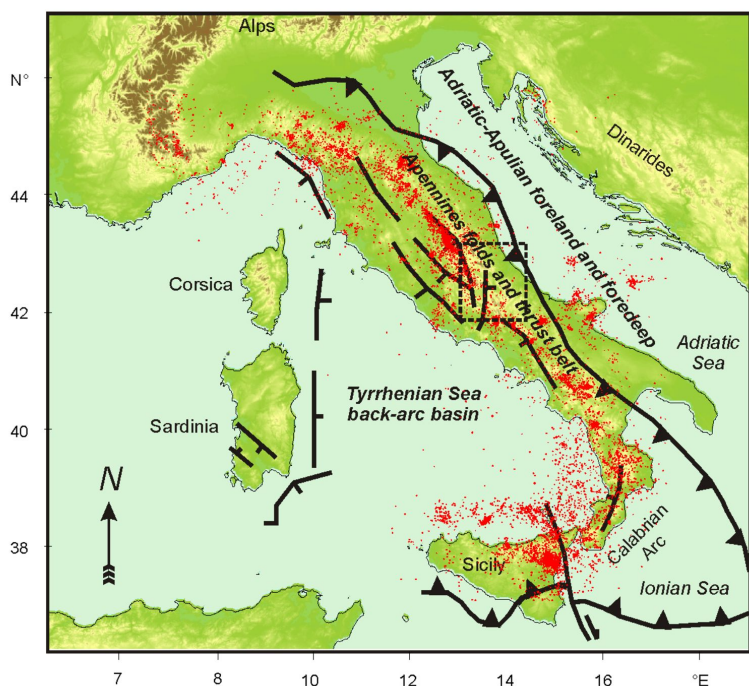 Alps
N°
Adriatic-Apulian foreland and foredeep
Dinarides
Apennines folds and thrust belt
44
Corsica
42
Adriatic
Sea
Tyrrhenian Sea
back-arc basin
Sardinia
40
N
38
Sicily
Calabrian
Arc
Ionian Sea
7
8
10
12
14
16
°E